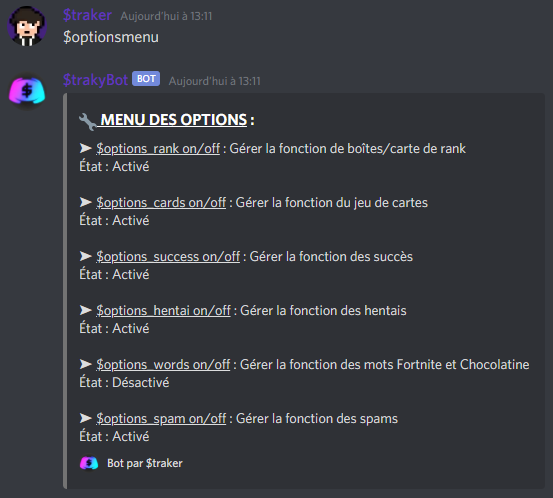 $traker Aujourd'hui à 13:11
$optionsmenu
$trakyBot BOT Aujourd'hui à 13:11
MENU DES OPTIONS :
➤ $options_rank on/off : Gérer la fonction de boîtes/carte de rank
État : Activé
➤ $options_cards on/off : Gérer la fonction du jeu de cartes
État : Activé
➤ $options_success on/off : Gérer la fonction des succès
État : Activé
➤ $options_hentai on/off : Gérer la fonction des hentais
État : Activé
➤ $options_words on/off : Gérer la fonction des mots Fortnite et Chocolatine
État : Désactivé
➤ $options_spam on/off : Gérer la fonction des spams
État : Activé
Bot par $traker